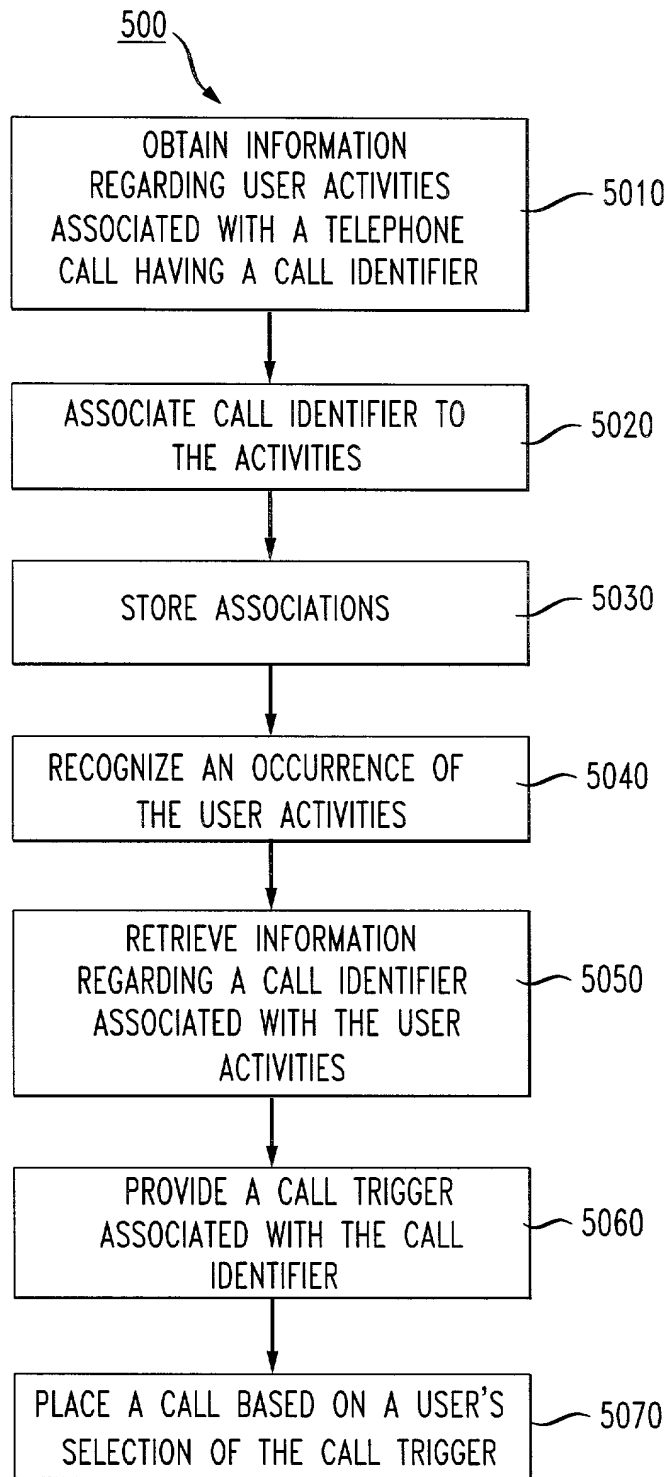 500
OBTAIN INFORMATION
REGARDING USER ACTIVITIES
ASSOCIATED WITH A TELEPHONE
CALL HAVING A CALL IDENTIFIER
5010
ASSOCIATE CALL IDENTIFIER TO
THE ACTIVITIES
5020
STORE ASSOCIATIONS
5030
RECOGNIZE AN OCCURRENCE OF
THE USER ACTIVITIES
5040
RETRIEVE INFORMATION
REGARDING A CALL IDENTIFIER
ASSOCIATED WITH THE USER
ACTIVITIES
5050
PROVIDE A CALL TRIGGER
ASSOCIATED WITH THE CALL
IDENTIFIER
5060
PLACE A CALL BASED ON A USER'S
SELECTION OF THE CALL TRIGGER
5070